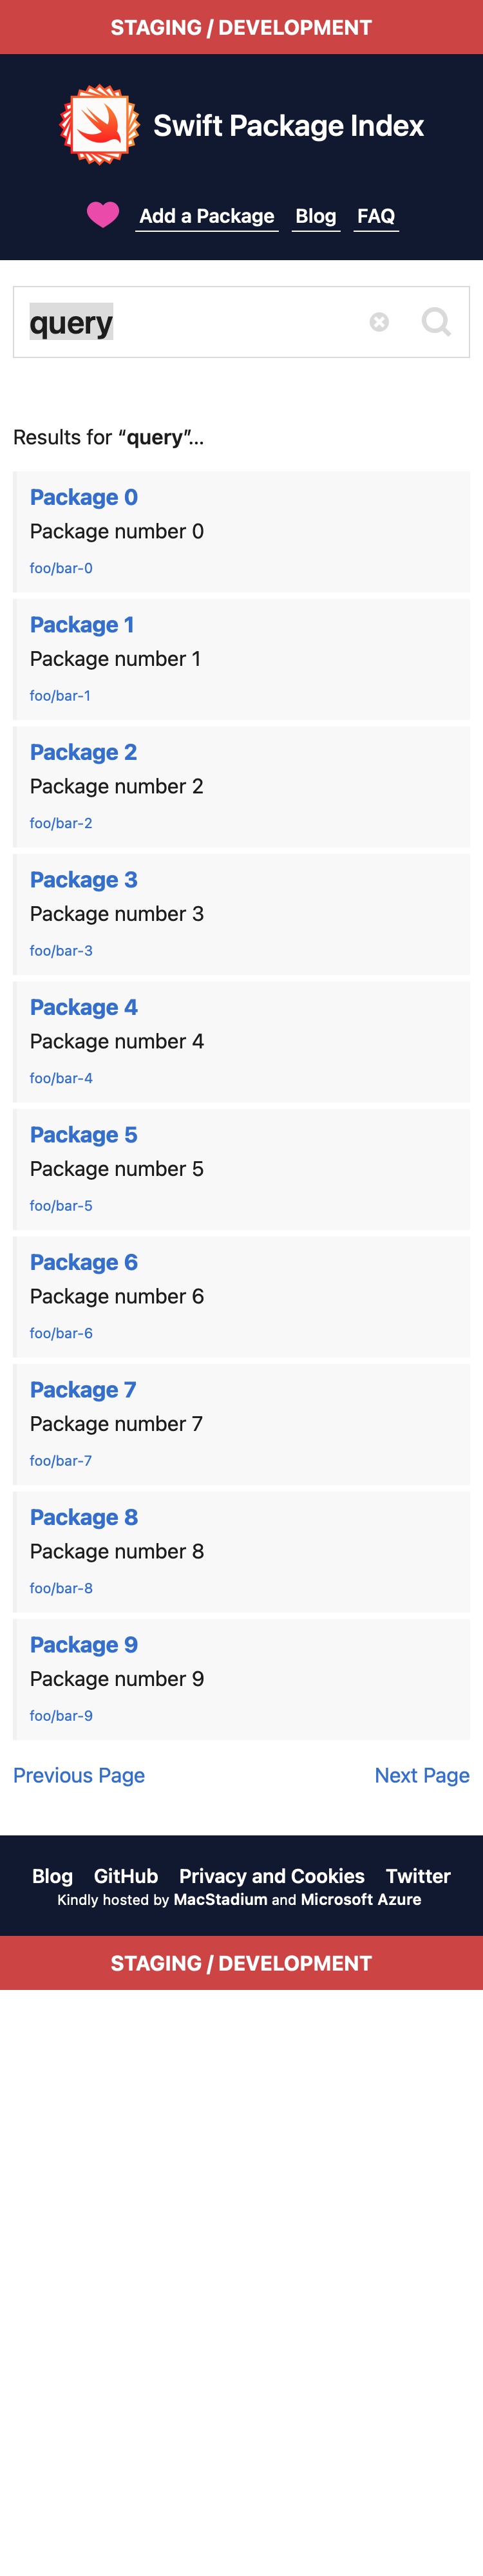 STAGING / DEVELOPMENT
Swift Package Index
Add a Package Blog FAQ
query
Results for “query”...
Package 0
Package number 0
foo/bar-0
Package 1
Package number 1
foo/bar-1
Package 2
Package number 2
foo/bar-2
Package 3
Package number 3
foo/bar-3
Package 4
Package number 4
foo/bar-4
Package 5
Package number 5
foo/bar-5
Package 6
Package number 6
foo/bar-6
Package 7
Package number 7
foo/bar-7
Package 8
Package number 8
foo/bar-8
Package 9
Package number 9
foo/bar-9
Previous Page Next Page
Blog GitHub Privacy and Cookies Twitter
Kindly hosted by MacStadium and Microsoft Azure
STAGING / DEVELOPMENT